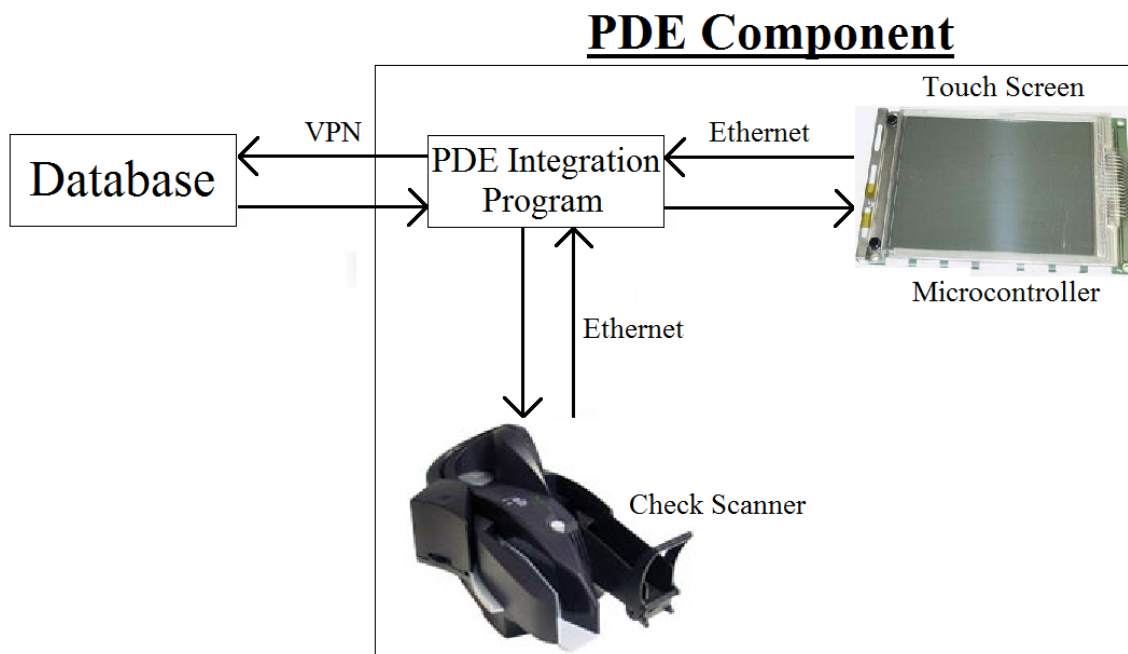 PDE Component
Touch Screen
VPN
Ethernet
Database
PDE Integration
Program
Microcontroller
Ethernet
Check Scanner